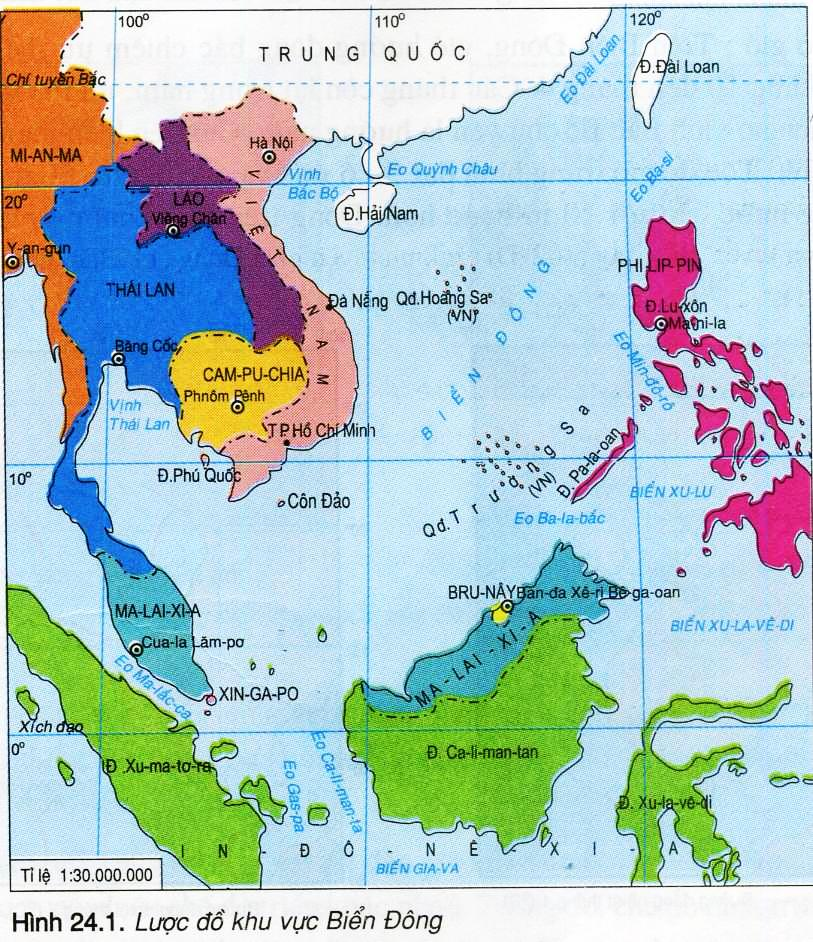 100°
110°
120°
TRUNG QUỐC
Eo Đài Loan
Đ.Đài Loan
Chí tuyến Bắc
MI-AN-MA
Hà Nội
Vịnh
Bắc Bộ
Eo Quỳnh Châu
Eo Ba-si
LÀO
20°
Viêng Chăn
Đ.Hải Nam
VIỆT NAM
Y-an-gun
PHI-LIP-PIN
THÁI LAN
Đà Nẵng
Qđ.Hoàng Sa
(VN)
Đ.Lu-xôn
Ma-ni-la
BIỂN ĐÔNG
Băng Cốc
Eo Min-đô-rô
CAM-PU-CHIA
Phnôm Pênh
Vịnh
Thái Lan
T.P.Hồ Chí Minh
10°
Đ.Phú Quốc
Qđ.Trường Sa
(VN)
Đ.Pa-la-oan
BIỂN XU-LU
Côn Đảo
Eo Ba-la-bắc
BRU-NÂY
Ban-đa Xê-ri Bê-ga-oan
MA-LAI-XI-A
MA-LAI-XI-A
BIỂN XU-LA-VÊ-DI
Cua-la Lăm-pơ
Eo Ma-lắc-ca
XIN-GA-PO
Xích đạo
0°
Đ.Xu-ma-tơ-ra
Eo Gas-pa
Eo Ca-li-man-ta
Đ. Ca-li-man-tan
Đ. Xu-la-vê-di
IN-ĐÔ-NÊ-XI-A
BIỂN GIA-VA
Tỉ lệ 1:30.000.000
Hình 24.1. Lược đồ khu vực Biển Đông